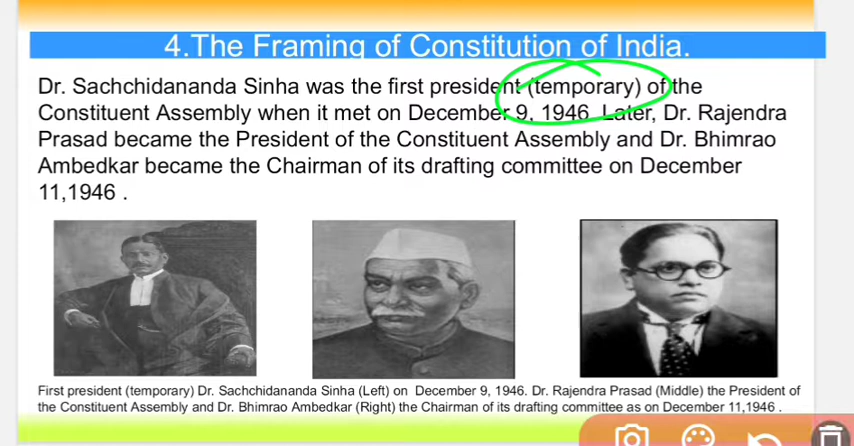 4.The Framing of Constitution of India.
Dr. Sachchidananda Sinha was the first president (temporary) of the
Constituent Assembly when it met on December 9, 1946. Later, Dr. Rajendra
Prasad became the President of the Constituent Assembly and Dr. Bhimrao
Ambedkar became the Chairman of its drafting committee on December
11,1946 .
First president (temporary) Dr. Sachchidananda Sinha (Left) on December 9, 1946. Dr. Rajendra Prasad (Middle) the President of
the Constituent Assembly and Dr. Bhimrao Ambedkar (Right) the Chairman of its drafting committee as on December 11,1946 .